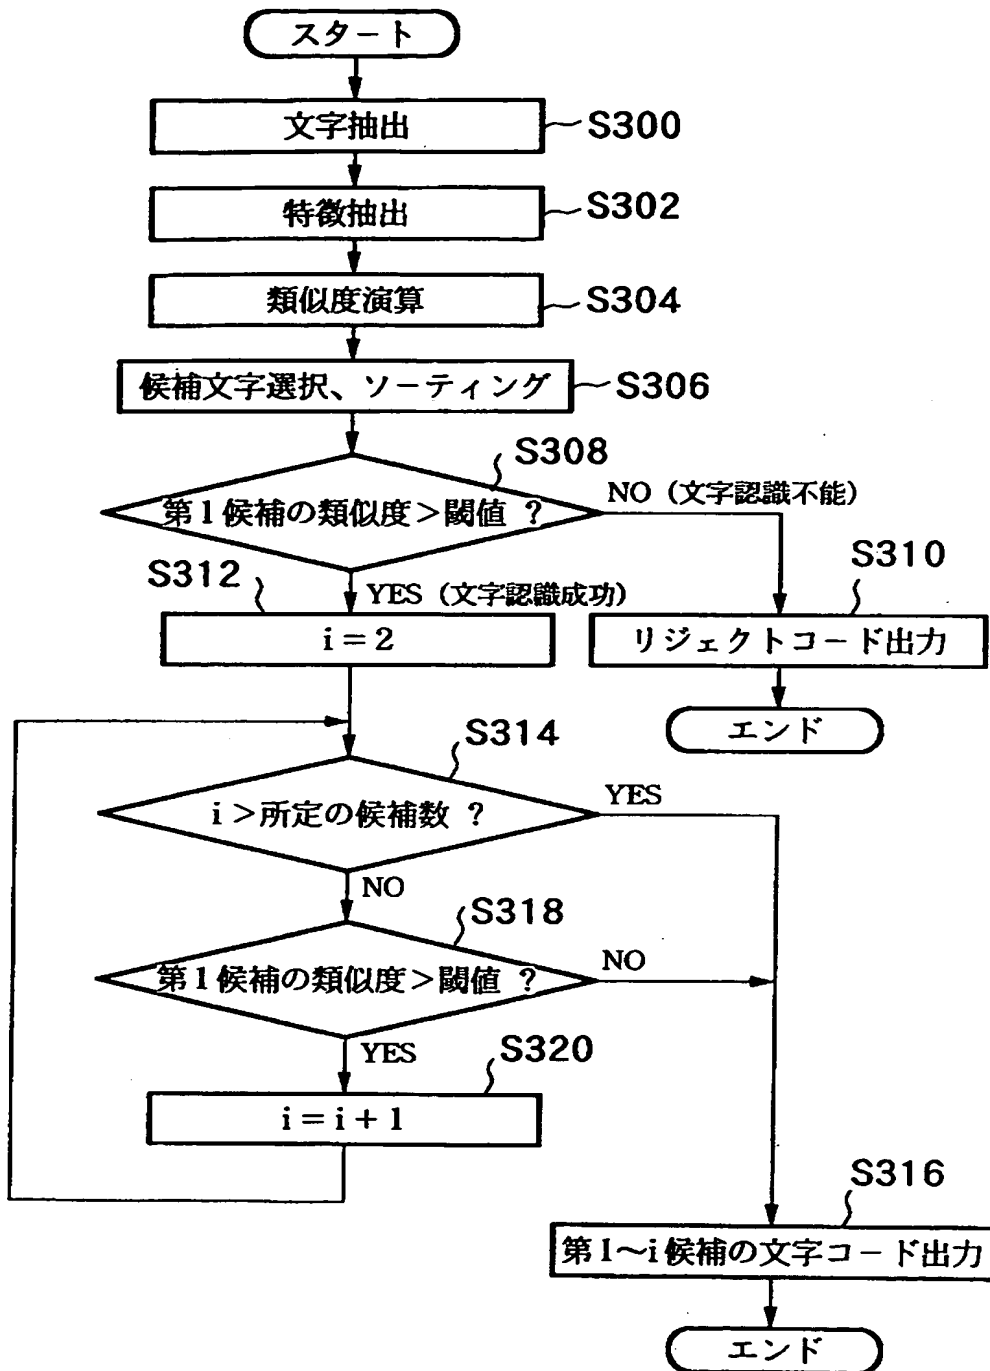 スタート
文字抽出
S300
特徴抽出
S302
類似度演算
S304
候補文字選択、ソーティング
S306
S308
第1候補の類似度>閾値 ?
NO (文字認識不能)
S310
リジェクトコード出力
エンド
S312
YES (文字認識成功)
i=2
S314
i>所定の候補数 ?
YES
NO
S318
第1候補の類似度>閾値 ?
NO
YES
S320
i=i+1
S316
第1~i候補の文字コード出力
エンド